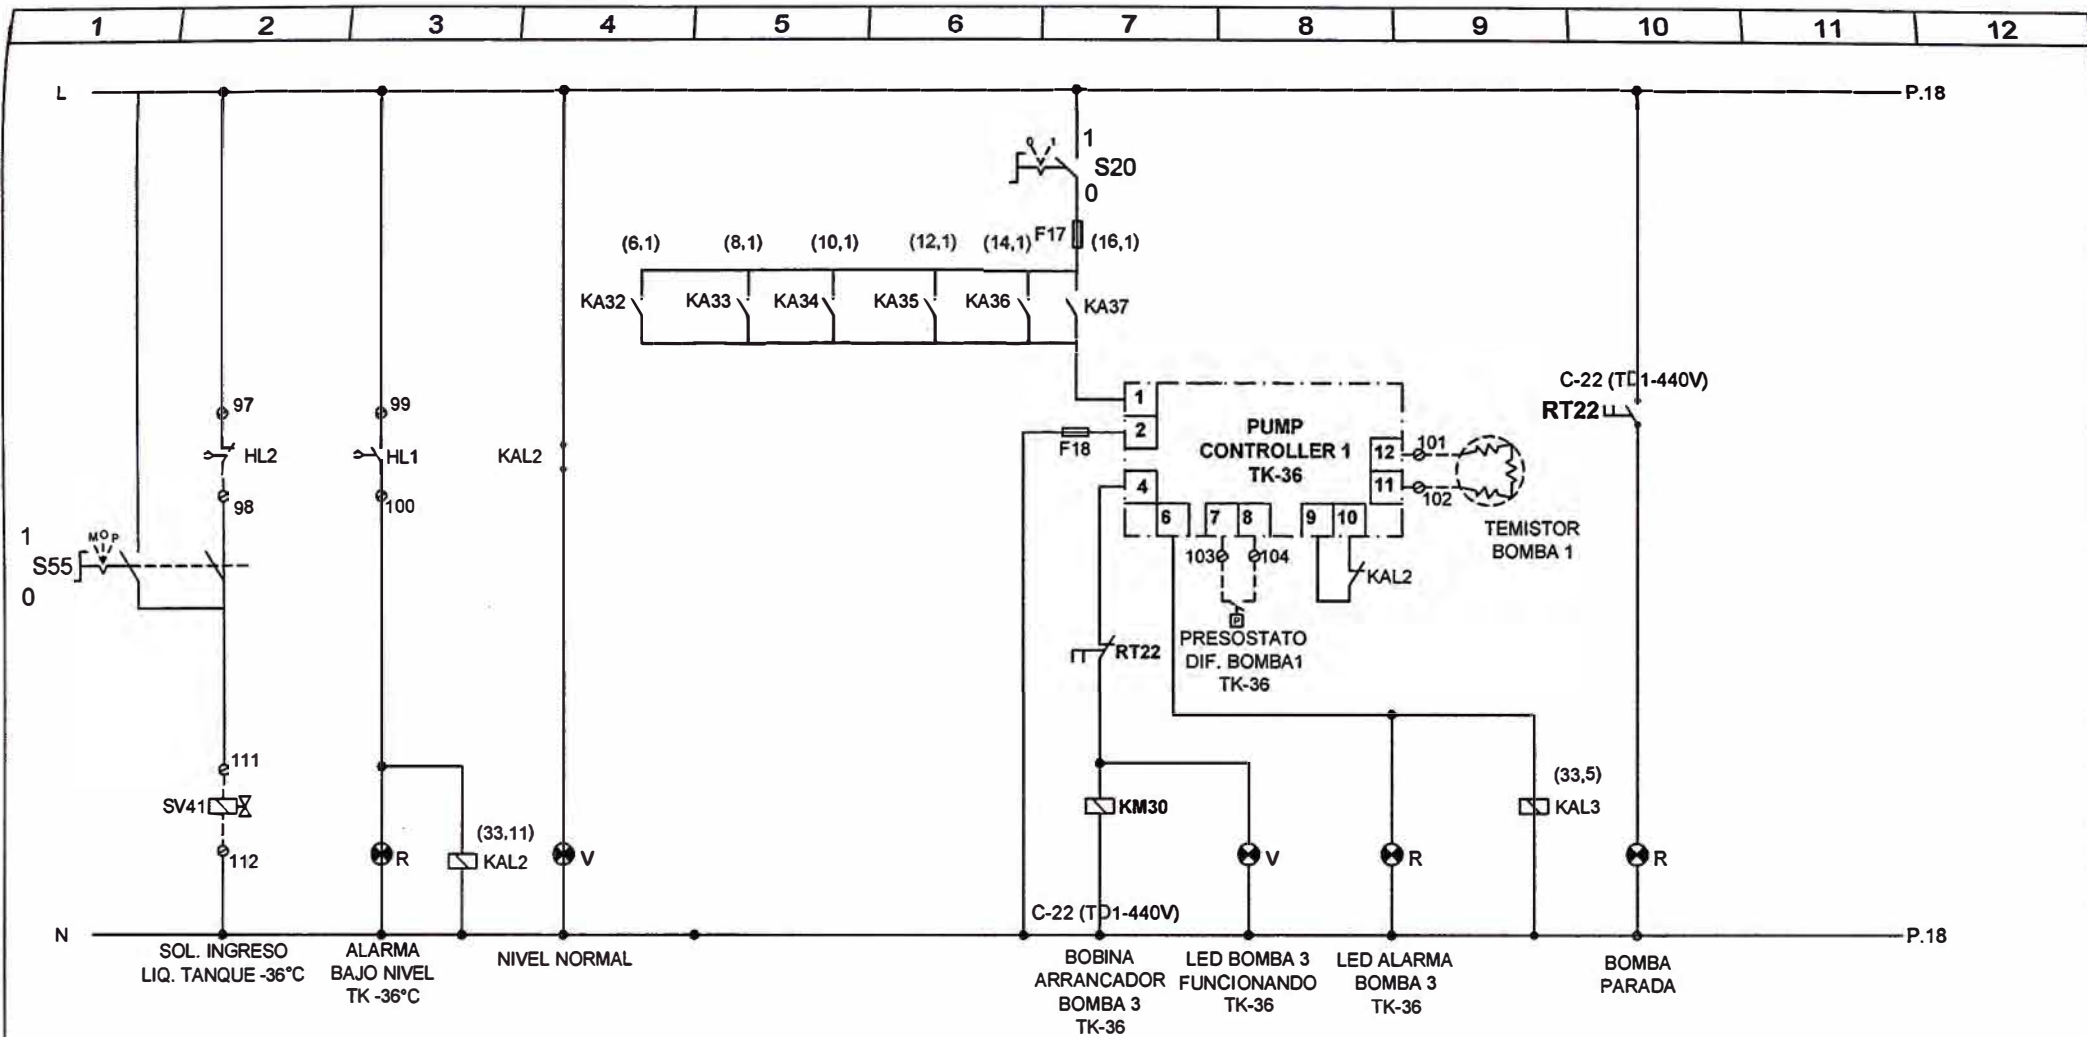 1 2 3 4 5 6 7 8 9 10 11 12
L
P.18
1
S20
0
0 1
(6,1) (8,1) (10,1) (12,1) (14,1) F17 (16,1)
KA32 KA33 KA34 KA35 KA36 KA37
C-22 (TD1-440V)
RT22
97
HL2
98
99
HL1
100
KAL2
1
2
F18
4
PUMP
CONTROLLER 1
TK-36
12
11
101
102
TEMISTOR
BOMBA 1
6 7 8 9 10
103 104
KAL2
PRESOSTATO
DIF. BOMBA1
TK-36
P
1
S55
0
M O P
RT22
111
SV41
112
R
(33,11)
KAL2
V
KM30
V
R
(33,5)
KAL3
R
C-22 (TD1-440V)
N
P.18
SOL. INGRESO
LIQ. TANQUE -36°C
ALARMA
BAJO NIVEL
TK -36°C
NIVEL NORMAL
BOBINA
ARRANCADOR
BOMBA 3
TK-36
LED BOMBA 3
FUNCIONANDO
TK-36
LED ALARMA
BOMBA 3
TK-36
BOMBA
PARADA